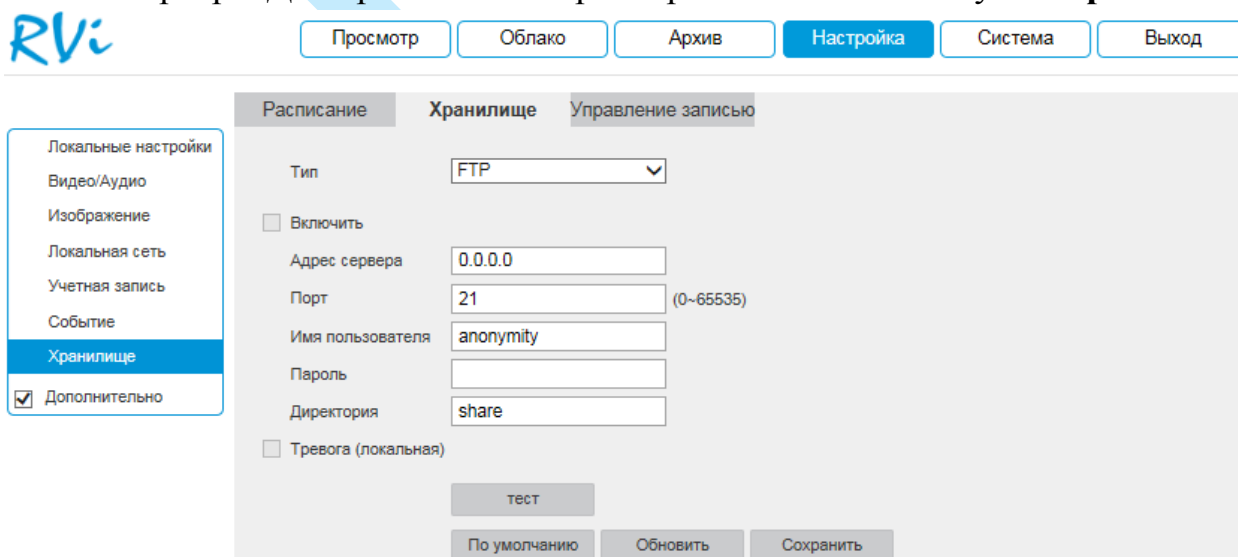 RVi
Просмотр Облако Архив Настройка Система Выход
Расписание Хранилище Управление записью
Локальные настройки
Видео/Аудио
Изображение
Локальная сеть
Учетная запись
Событие
Хранилище
Дополнительно
Тип FTP
Включить
Адрес сервера 0.0.0.0
Порт 21 (0~65535)
Имя пользователя anonymity
Пароль
Директория share
Тревога (локальная)
тест
По умолчанию Обновить Сохранить